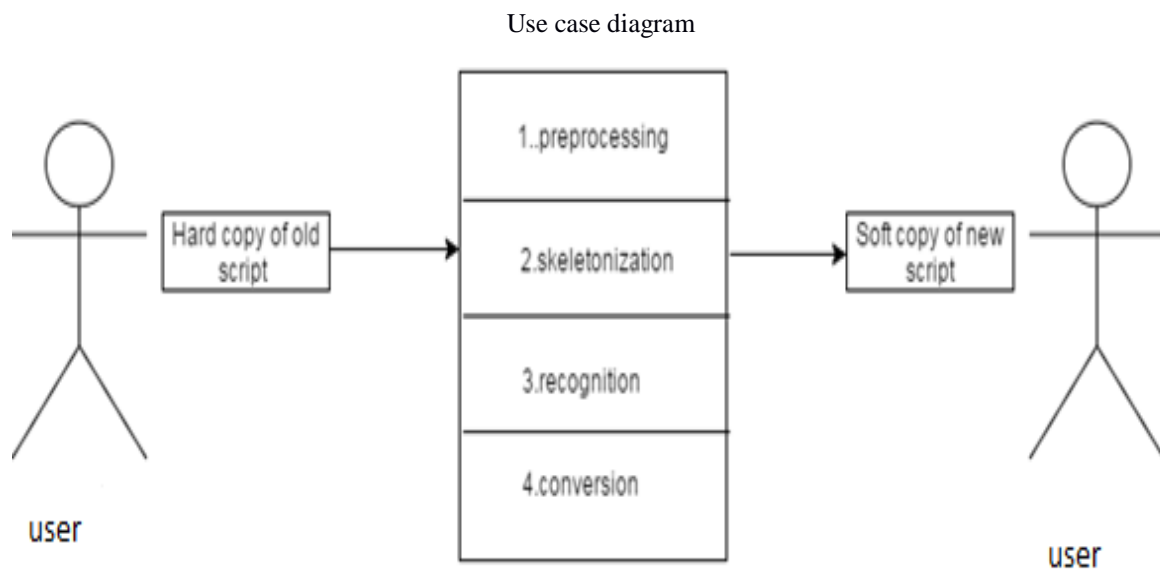 Use case diagram
1..preprocessing
Hard copy of old
script
2.skeletonization
Soft copy of new
script
3.recognition
4.conversion
user
user